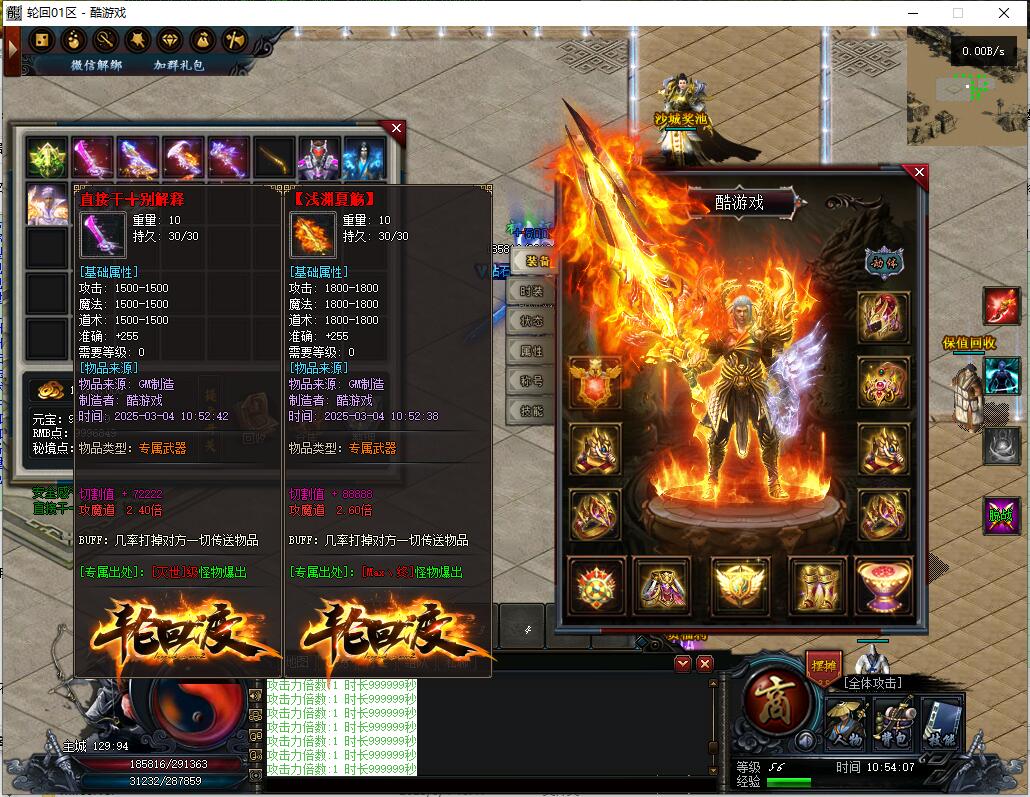 轮回01区 - 酷游戏
微信解绑 加群礼包
0.00B/s
沙城奖池
酷游戏
装备
时装
状态
属性
称号
技能
保值回收
脱战
直接干十别解释
重量: 10
持久: 30/30
[基础属性]
攻击: 1500-1500
魔法: 1500-1500
道术: 1500-1500
准确: +255
需要等级: 0
[物品来源]
物品来源: GM制造
制造者: 酷游戏
时间: 2025-03-04 10:52:42
物品类型: 专属武器
切割值 + 72222
攻魔道 2.40倍
BUFF: 几率打掉对方一切传送物品
[专属出处]: [灭世]级怪物爆出
轮回度
【浅渊夏觞】
重量: 10
持久: 30/30
[基础属性]
攻击: 1800-1800
魔法: 1800-1800
道术: 1800-1800
准确: +255
需要等级: 0
[物品来源]
物品来源: GM制造
制造者: 酷游戏
时间: 2025-03-04 10:52:38
物品类型: 专属武器
切割值 + 88888
攻魔道 2.60倍
BUFF: 几率打掉对方一切传送物品
[专属出处]: [Maxゝ终]怪物爆出
轮回度
元宝:
RMB点:
秘境点:
攻击力倍数:1 时长999999秒
攻击力倍数:1 时长999999秒
攻击力倍数:1 时长999999秒
攻击力倍数:1 时长999999秒
攻击力倍数:1 时长999999秒
攻击力倍数:1 时长999999秒
攻击力倍数:1 时长999999秒
主城 129:94
185816/291363
31232/287859
摆摊
[全体攻击]
商
人物
背包
技能
等级 56
时间 10:54:07
经验